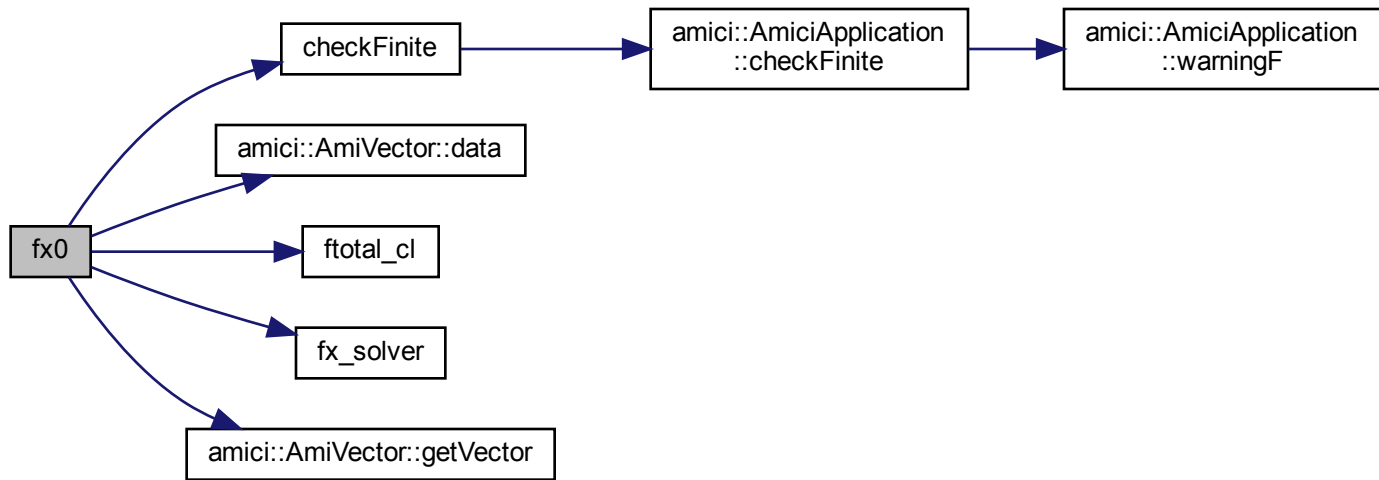 checkFinite
amici::AmiciApplication
::checkFinite
amici::AmiciApplication
::warningF
amici::AmiVector::data
fx0
ftotal_cl
fx_solver
amici::AmiVector::getVector